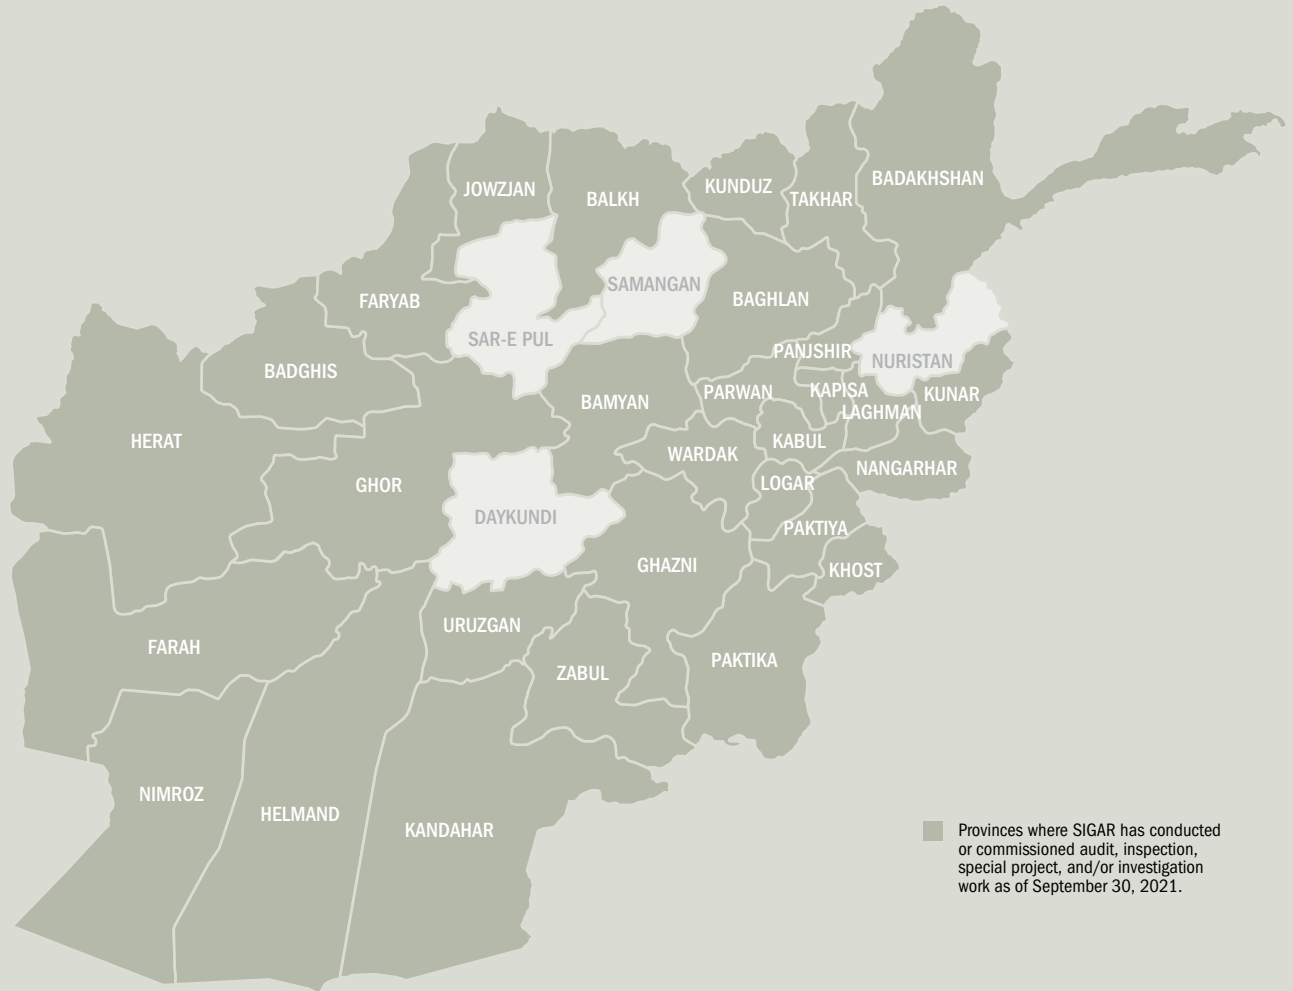 BADAKHSHAN
JOWZJAN
BALKH
KUNDUZ
TAKHAR
SAMANGAN
FARYAB
BAGHLAN
SAR-E PUL
PANJSHIR
NURISTAN
BADGHIS
PARWAN
KAPISA
KUNAR
BAMYAN
LAGHMAN
HERAT
KABUL
WARDAK
NANGARHAR
GHOR
LOGAR
DAYKUNDI
PAKTIYA
GHAZNI
KHOST
URUZGAN
FARAH
PAKTIKA
ZABUL
NIMROZ
HELMAND
KANDAHAR
Provinces where SIGAR has conducted
or commissioned audit, inspection,
special project, and/or investigation
work as of September 30, 2021.